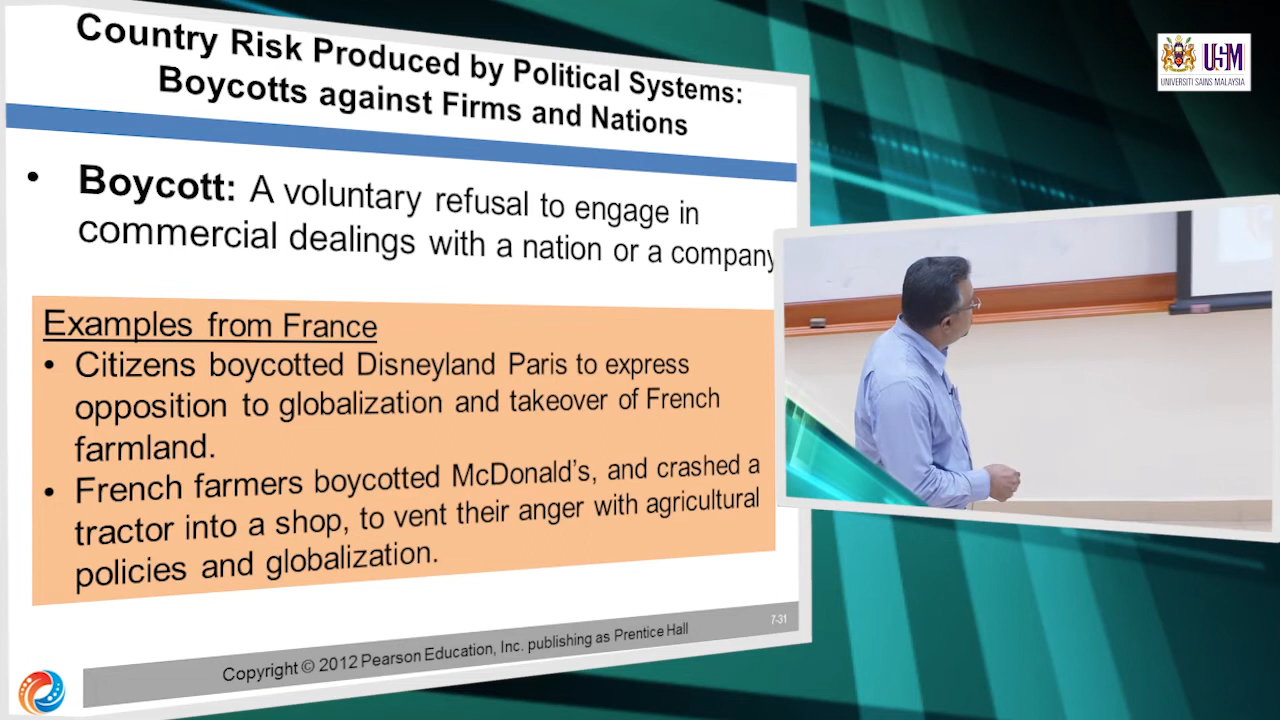 Country Risk Produced by Political Systems:
Boycotts against Firms and Nations
• Boycott: A voluntary refusal to engage in
commercial dealings with a nation or a company
Examples from France
• Citizens boycotted Disneyland Paris to express
opposition to globalization and takeover of French
farmland.
• French farmers boycotted McDonald's, and crashed a
tractor into a shop, to vent their anger with agricultural
policies and globalization.
Copyright © 2012 Pearson Education, Inc. publishing as Prentice Hall
7-31
USM
UNIVERSITI SAINS MALAYSIA